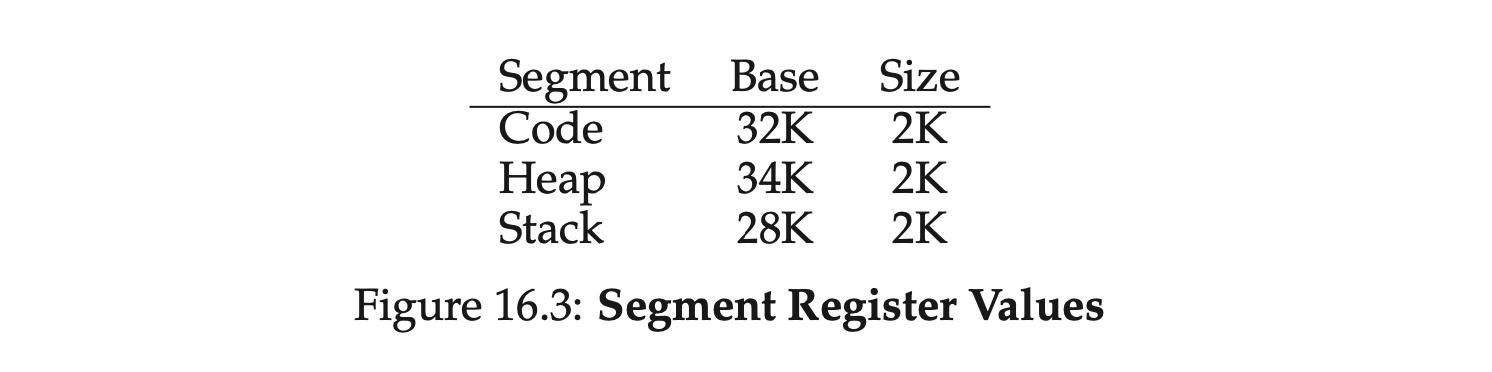 Segment Base Size
Code 32K 2K
Heap 34K 2K
Stack 28K 2K
Figure 16.3: Segment Register Values